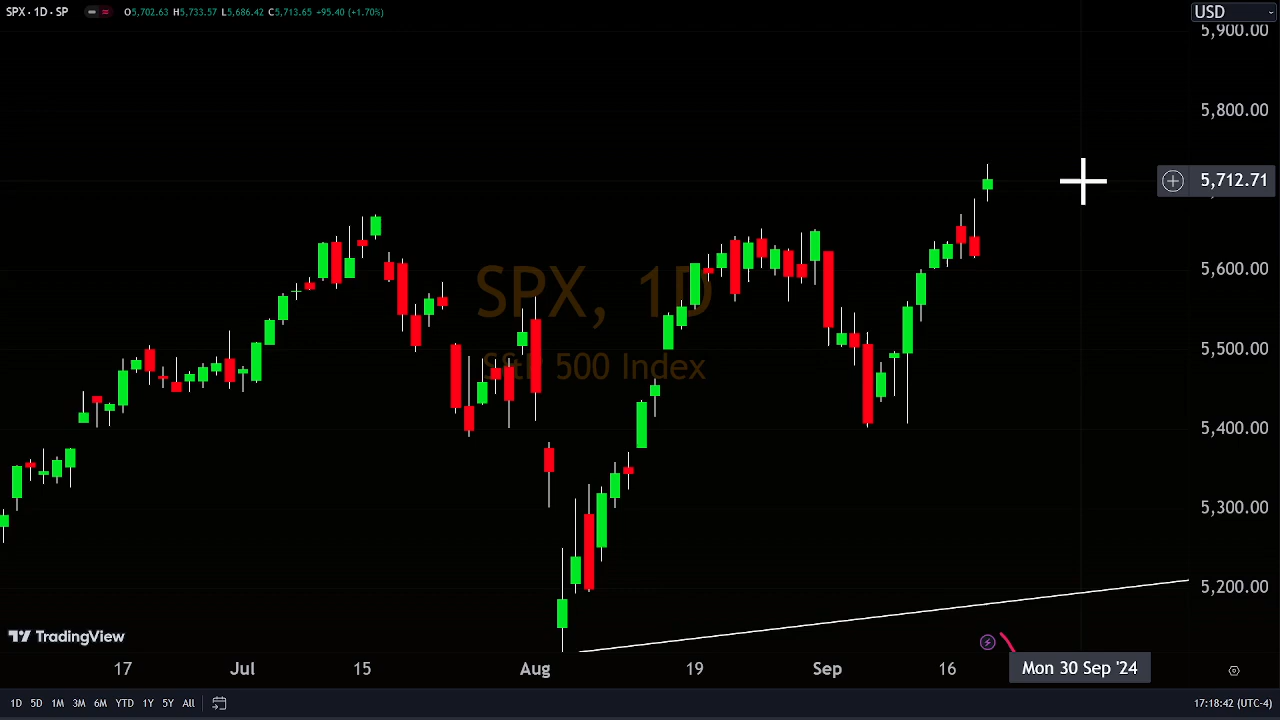 SPX · 1D · SP O5,702.63 H5,733.57 L5,686.42 C5,713.65 +95.40 (+1.70%)
USD
5,900.00
5,800.00
5,712.71
5,600.00
5,500.00
5,400.00
5,300.00
5,200.00
SPX, 1D
S&P 500 Index
TradingView
17 Jul 15 Aug 19 Sep 16 Mon 30 Sep '24
1D 5D 1M 3M 6M YTD 1Y 5Y All 17:18:42 (UTC-4)